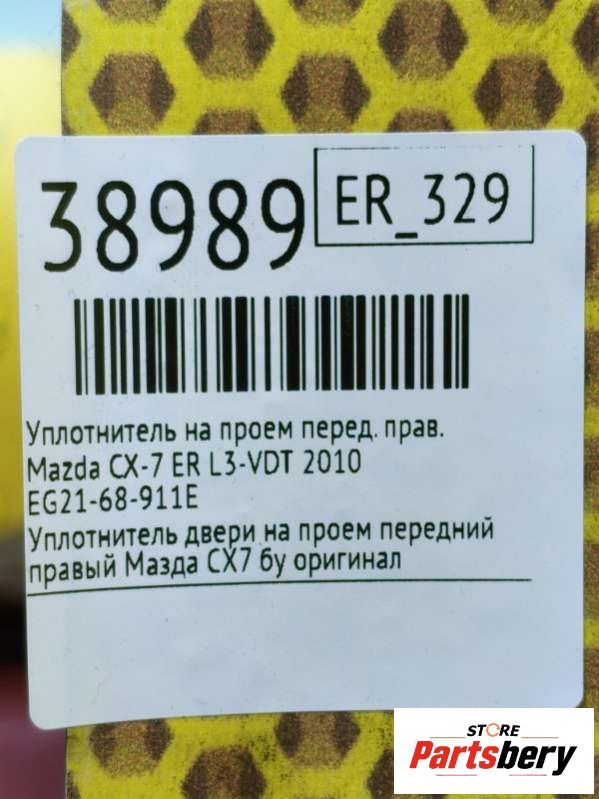 38989
ER_329
Уплотнитель на проем перед. прав.
Mazda CX-7 ER L3-VDT 2010
EG21-68-911E
Уплотнитель двери на проем передний
правый Мазда СХ7 бу оригинал
STORE
Partsbery